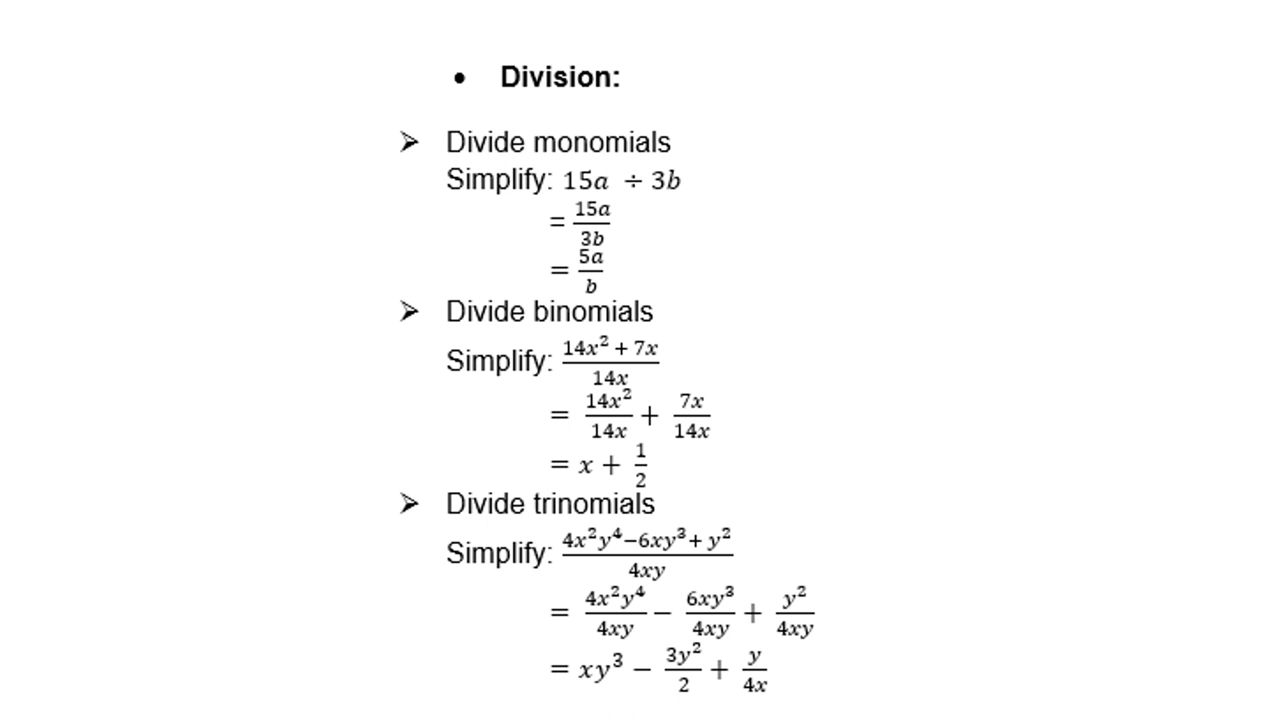 • Division:
➢ Divide monomials
Simplify: 15a ÷ 3b
= 15a/3b
= 5a/b
➢ Divide binomials
Simplify: (14x² + 7x)/14x
= 14x²/14x + 7x/14x
= x + 1/2
➢ Divide trinomials
Simplify: (4x²y⁴−6xy³+ y²)/4xy
= 4x²y⁴/4xy − 6xy³/4xy + y²/4xy
= xy³ − 3y²/2 + y/4x